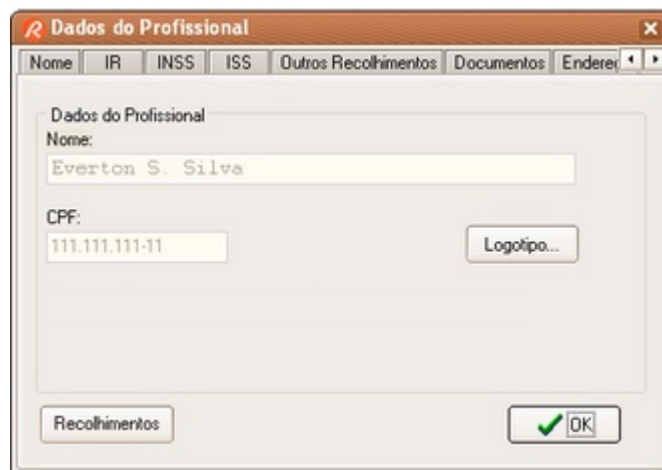 Dados do Profissional
Nome IR INSS ISS Outros Recolhimentos Documentos
Dados do Profissional
Nome:
Everton S. Silva
CPF:
111.111.111-11
Logotipo...
Recolhimentos OK